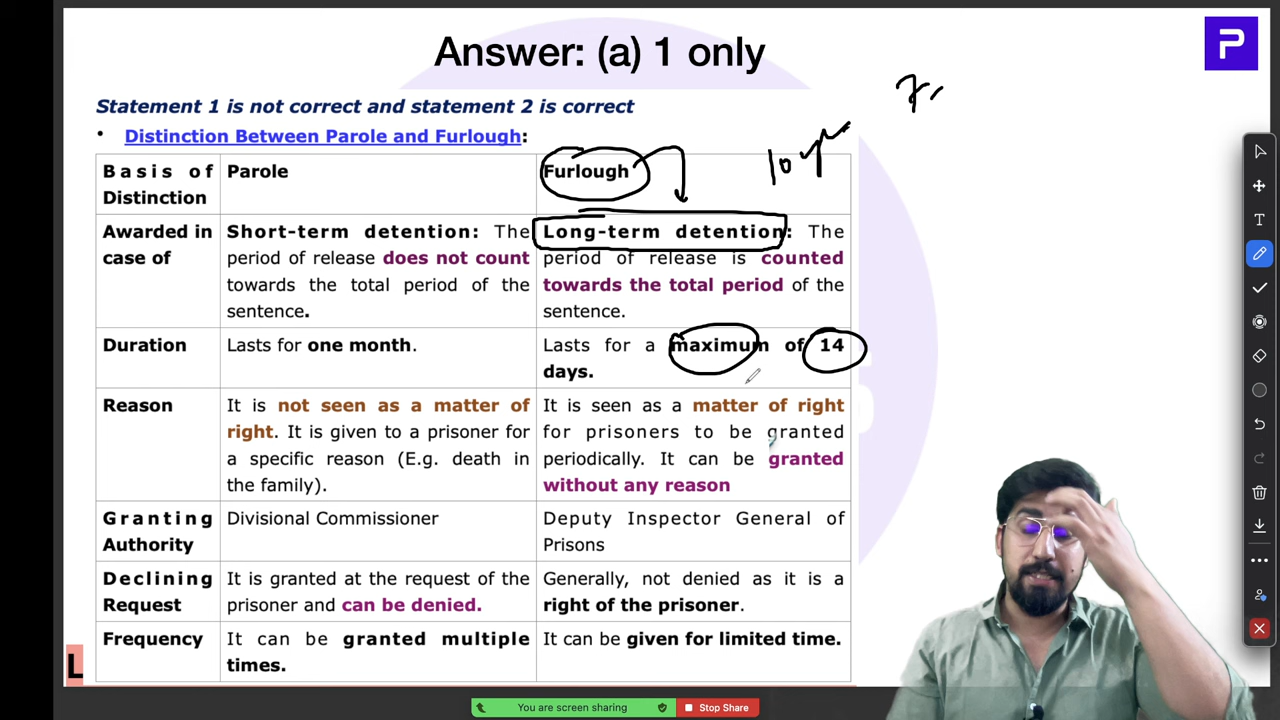 P
Answer: (a) 1 only
Statement 1 is not correct and statement 2 is correct
• Distinction Between Parole and Furlough:
Basis of Distinction
Parole
Furlough
10 yr
Awarded in case of
Short-term detention: The
period of release does not count
towards the total period of the
sentence.
Long-term detention: The
period of release is counted
towards the total period of the
sentence.
Duration
Lasts for one month.
Lasts for a maximum of 14
days.
Reason
It is not seen as a matter of
right. It is given to a prisoner for
a specific reason (E.g. death in
the family).
It is seen as a matter of right
for prisoners to be granted
periodically. It can be granted
without any reason
Granting
Authority
Divisional Commissioner
Deputy Inspector General of
Prisons
Declining
Request
It is granted at the request of the
prisoner and can be denied.
Generally, not denied as it is a
right of the prisoner.
Frequency
It can be granted multiple
times.
It can be given for limited time.
L
You are screen sharing
Stop Share